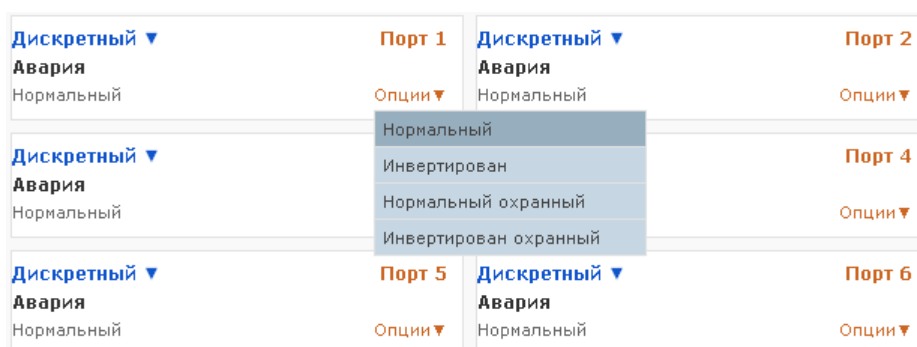 Дискретный ▼ Порт 1
Авария
Нормальный Опции▼
Дискретный ▼ Порт 2
Авария
Нормальный Опции▼
Нормальный
Инвертирован
Нормальный охранный
Инвертирован охранный
Дискретный ▼
Авария
Нормальный
Порт 4
Опции▼
Дискретный ▼ Порт 5
Авария
Нормальный Опции▼
Дискретный ▼ Порт 6
Авария
Нормальный Опции▼